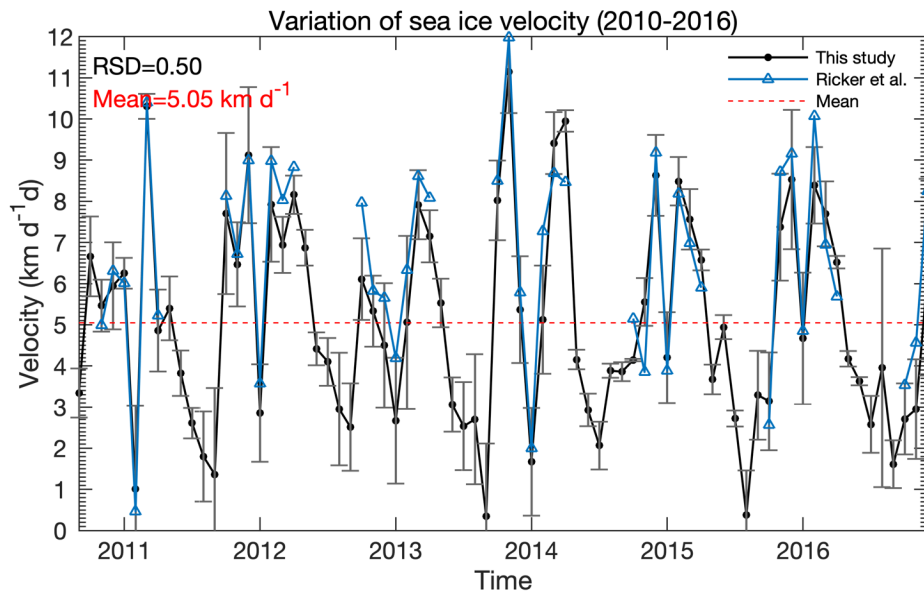 Variation of sea ice velocity (2010-2016)
RSD=0.50
Mean=5.05 km d⁻¹
This study
Ricker et al.
Mean
Velocity (km d⁻¹d)
12
11
10
9
8
7
6
5
4
3
2
1
0
2011 2012 2013 2014 2015 2016
Time